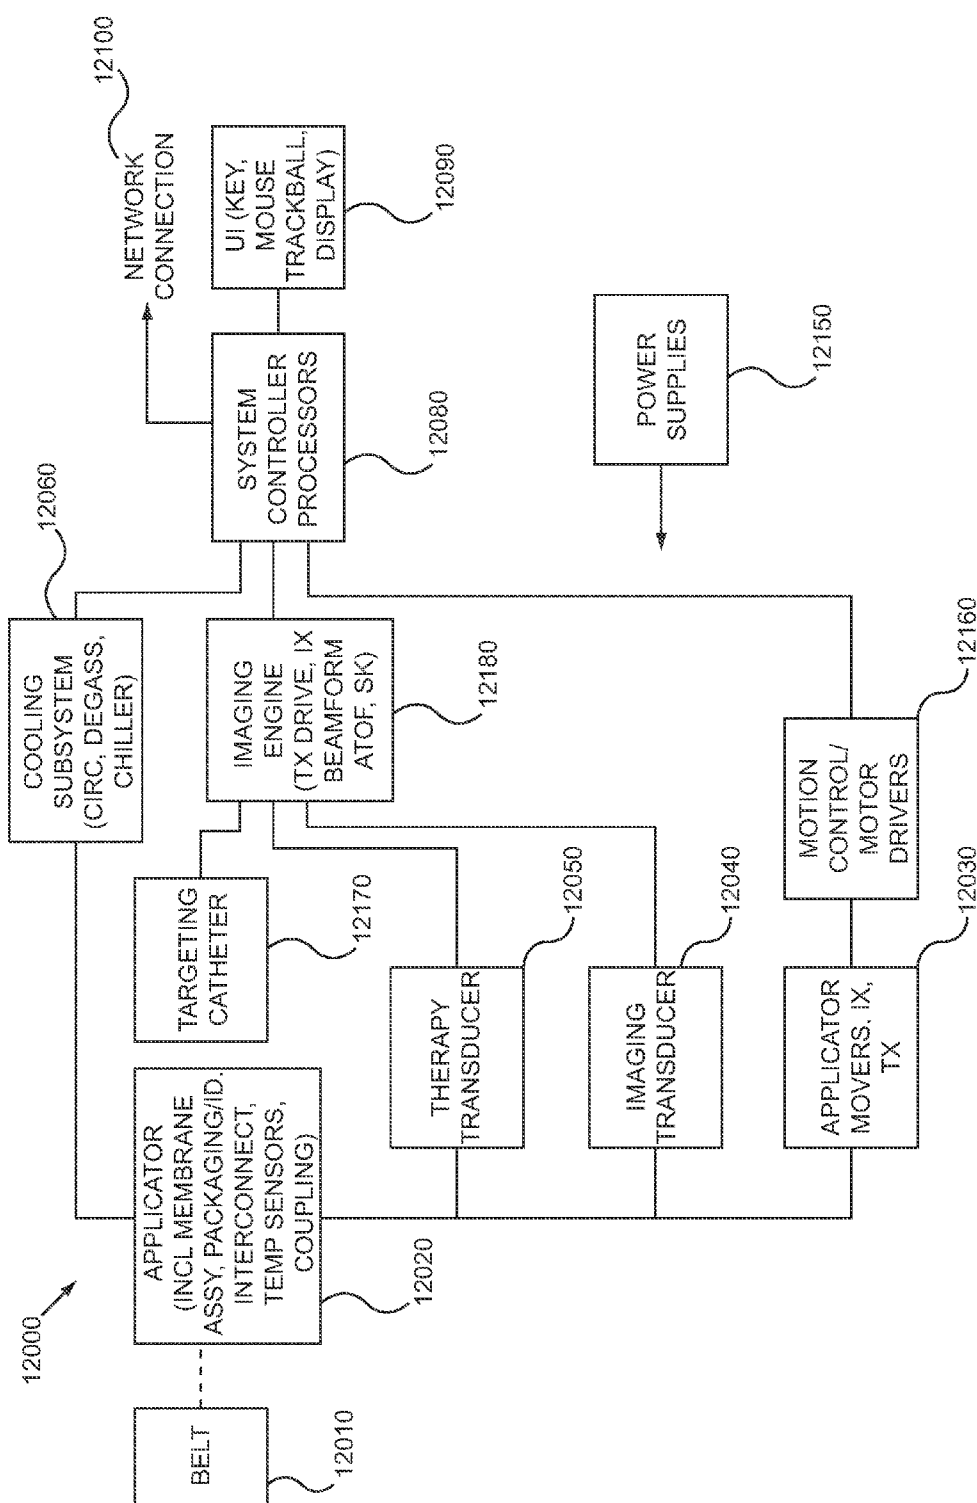 12000
BELT
12010
APPLICATOR
(INCL MEMBRANE
ASSY, PACKAGING/ID.
INTERCONNECT,
TEMP SENSORS,
COUPLING)
12020
COOLING
SUBSYSTEM
(CIRC, DEGASS,
CHILLER)
12060
TARGETING
CATHETER
12170
THERAPY
TRANSDUCER
12050
IMAGING
TRANSDUCER
12040
APPLICATOR
MOVERS. IX,
TX
12030
IMAGING
ENGINE
(TX DRIVE, IX
BEAMFORM
ATOF, SK)
12180
MOTION
CONTROL/
MOTOR
DRIVERS
12160
SYSTEM
CONTROLLER
PROCESSORS
12080
NETWORK
CONNECTION
12100
UI (KEY,
MOUSE
TRACKBALL,
DISPLAY)
12090
POWER
SUPPLIES
12150